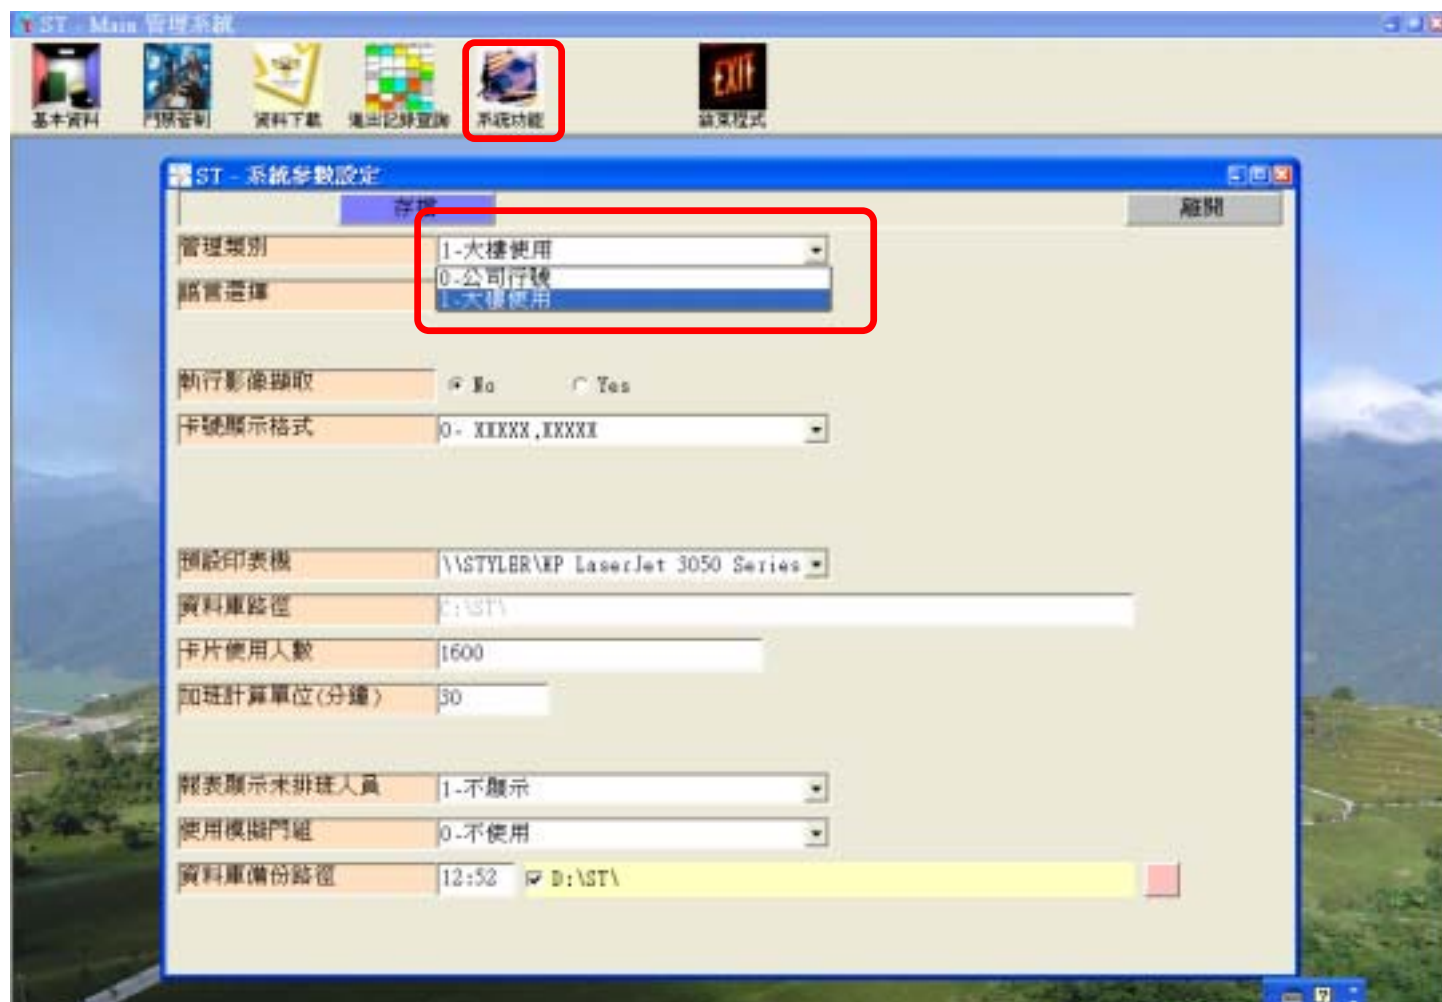 ST - Main 管理系統
基本資料 門禁管制 資料下載 進出記錄查詢 系統功能 EXIT 結束程式
ST - 系統參數設定
存檔 離開
管理類別 1-大樓使用
0-公司行號
語言選擇 1-大樓使用
執行影像擷取 No Yes
卡號顯示格式 0- XXXXX,XXXXX
預設印表機 \\STYLER\HP LaserJet 3050 Series
資料庫路徑 C:\ST\
卡片使用人數 1600
加班計算單位(分鐘) 30
報表顯示未排班人員 1-不顯示
使用模擬門組 0-不使用
資料庫備份路徑 12:52 D:\ST\